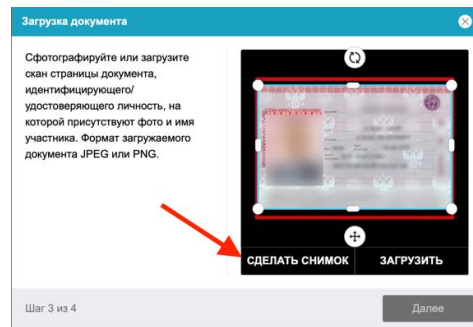 Загрузка документа
Сфотографируйте или загрузите
скан страницы документа,
идентифицирующего/
удостоверяющего личность, на
которой присутствуют фото и имя
участника. Формат загружаемого
документа JPEG или PNG.
СДЕЛАТЬ СНИМОК ЗАГРУЗИТЬ
Шаг 3 из 4 Далее